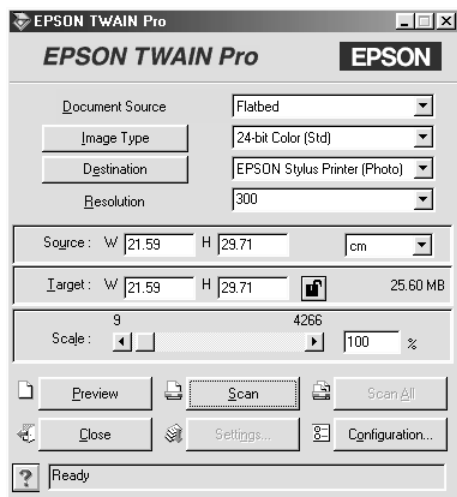 EPSON TWAIN Pro
EPSON TWAIN Pro EPSON
Document Source Flatbed
Image Type 24-bit Color (Std)
Destination EPSON Stylus Printer (Photo)
Resolution 300
Source : W 21.59 H 29.71 cm
Target : W 21.59 H 29.71 25.60 MB
9 4266
Scale : 100 %
Preview Scan Scan All
Close Settings... Configuration...
? Ready